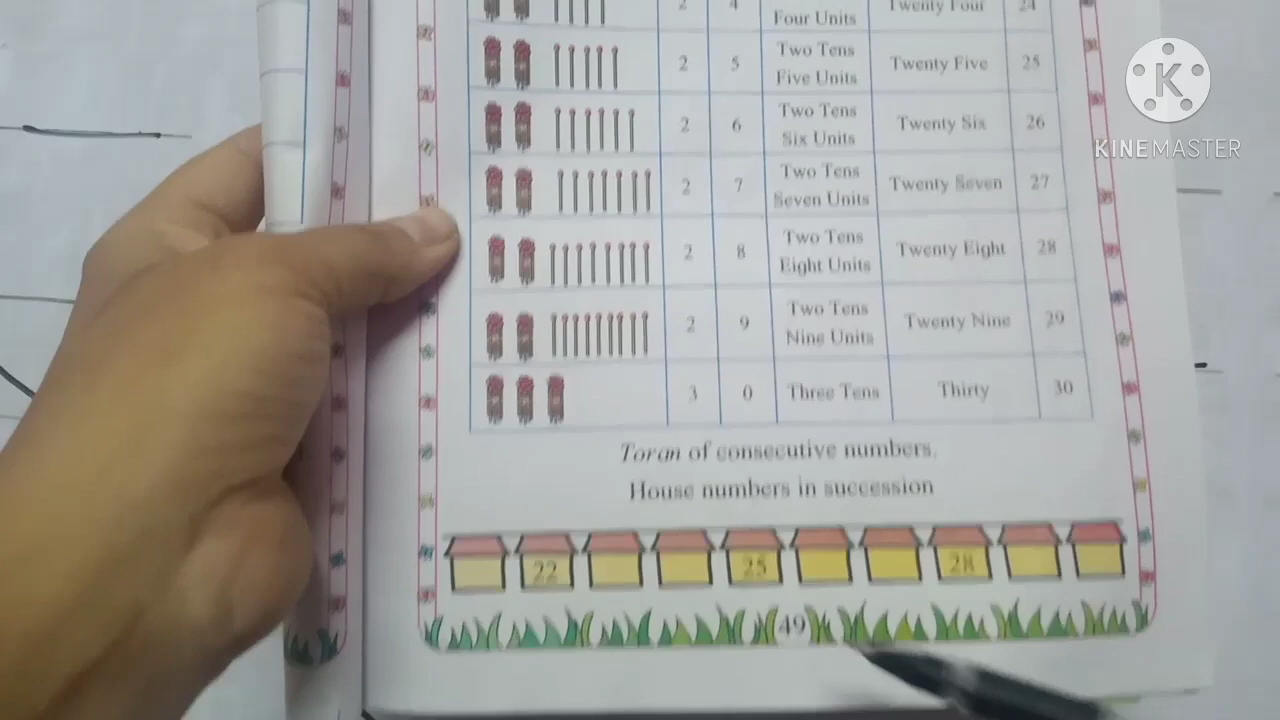 2 4 Four Units Twenty Four 24
2 5 Two Tens Five Units Twenty Five 25
2 6 Two Tens Six Units Twenty Six 26
2 7 Two Tens Seven Units Twenty Seven 27
2 8 Two Tens Eight Units Twenty Eight 28
2 9 Two Tens Nine Units Twenty Nine 29
3 0 Three Tens Thirty 30
Toran of consecutive numbers.
House numbers in succession
22 25 28
49
K
KINEMASTER